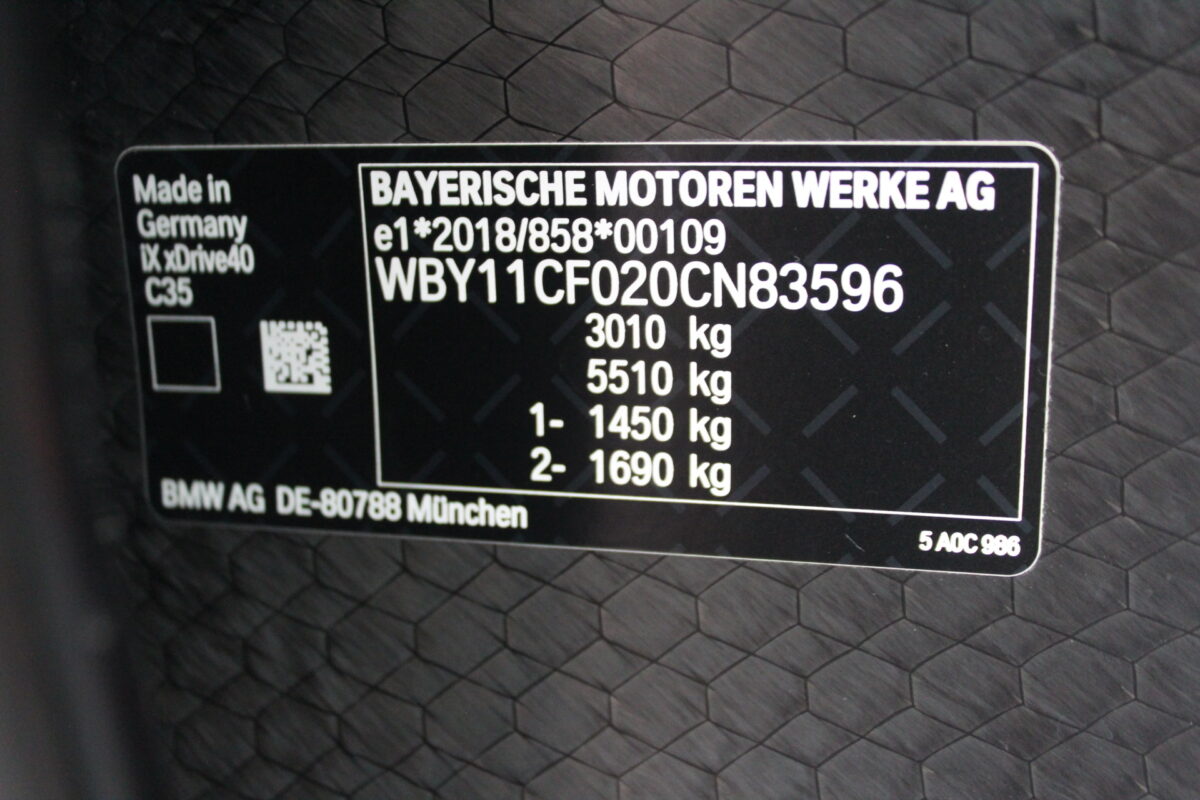 Made in
Germany
iX xDrive40
C35
BAYERISCHE MOTOREN WERKE AG
e1*2018/858*00109
WBY11CF020CN83596
3010 kg
5510 kg
1- 1450 kg
2- 1690 kg
BMW AG DE-80788 München
5 A0C 986